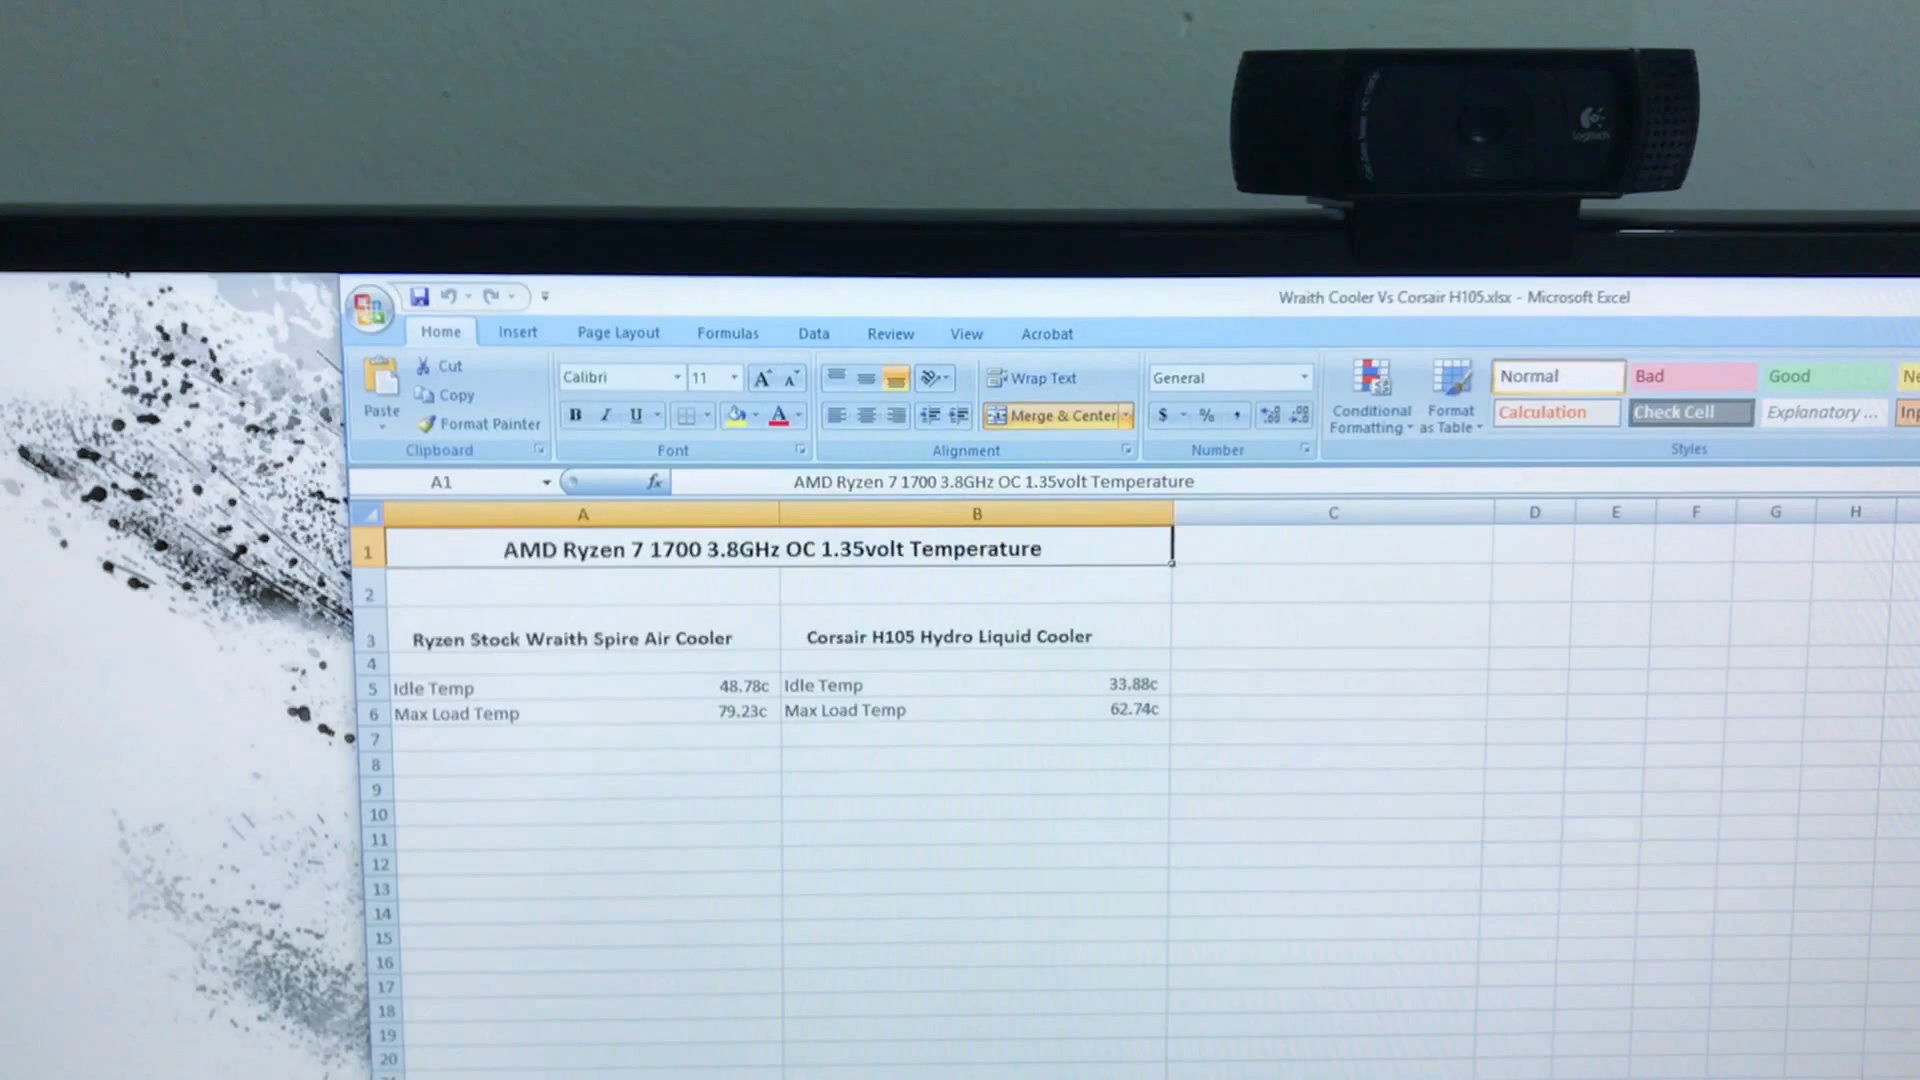 logitech
Wraith Cooler Vs Corsair H105.xlsx - Microsoft Excel
Home Insert Page Layout Formulas Data Review View Acrobat
Paste
Cut
Copy
Format Painter
Clipboard
Calibri 11
B I U A
Font
Wrap Text
Merge & Center
Alignment
General
$ % ,
Number
Conditional Formatting
Format as Table
Normal Bad Good
Calculation Check Cell Explanatory ...
Styles
A1 fx AMD Ryzen 7 1700 3.8GHz OC 1.35volt Temperature
A B C D E F G H
1 AMD Ryzen 7 1700 3.8GHz OC 1.35volt Temperature
2
3 Ryzen Stock Wraith Spire Air Cooler Corsair H105 Hydro Liquid Cooler
4
5 Idle Temp 48.78c Idle Temp 33.88c
6 Max Load Temp 79.23c Max Load Temp 62.74c
7
8
9
10
11
12
13
14
15
16
17
18
19
20